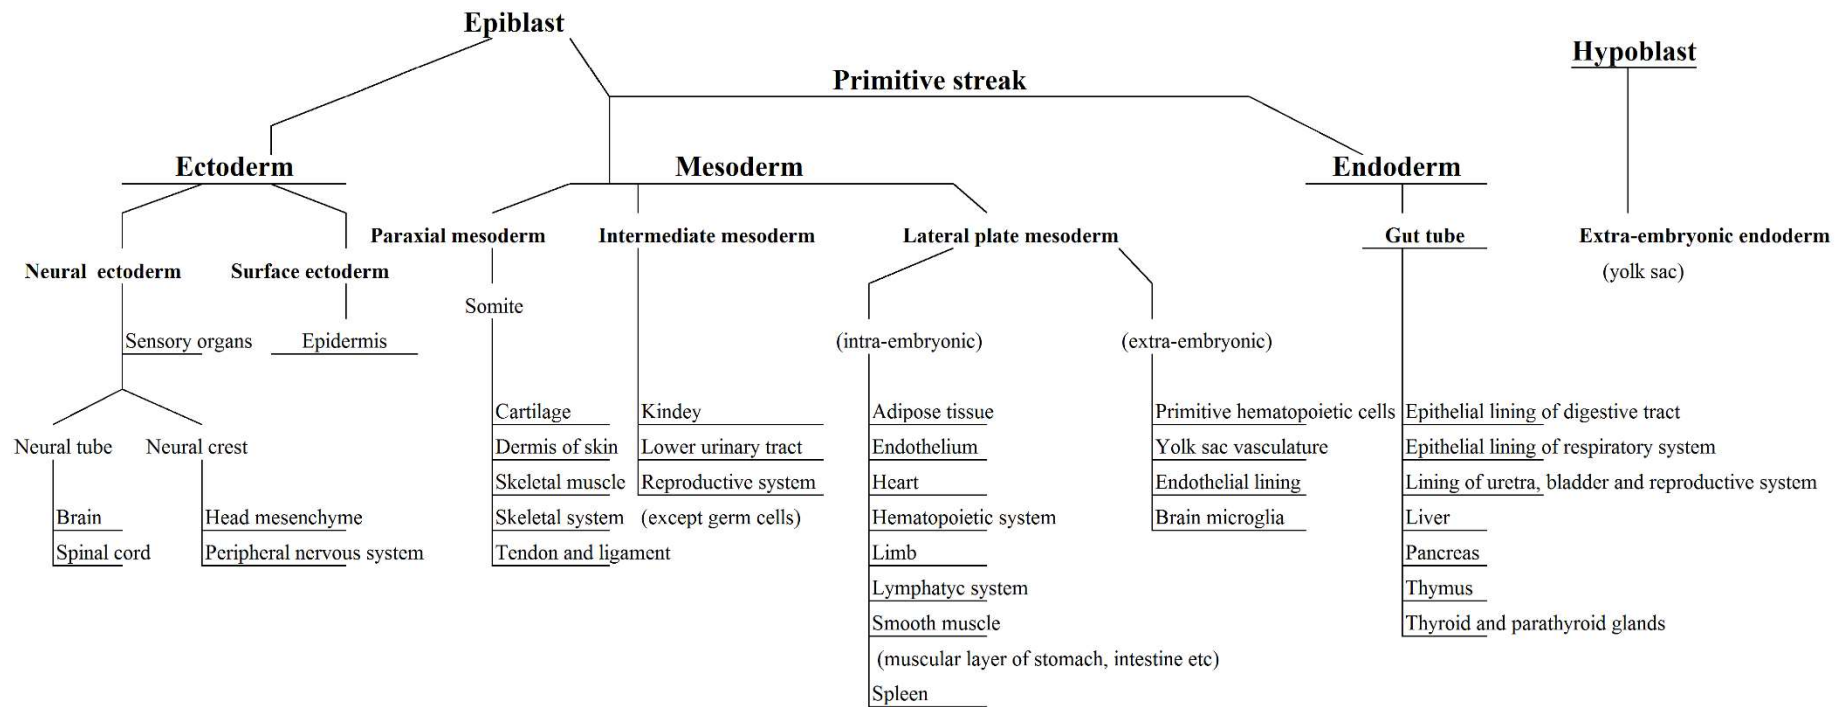 Epiblast
Hypoblast
Primitive streak
Ectoderm
Mesoderm
Endoderm
Paraxial mesoderm
Intermediate mesoderm
Lateral plate mesoderm
Gut tube
Extra-embryonic endoderm
(yolk sac)
Neural ectoderm
Surface ectoderm
Somite
Sensory organs
Epidermis
(intra-embryonic)
(extra-embryonic)
Neural tube
Neural crest
Brain
Spinal cord
Head mesenchyme
Peripheral nervous system
Cartilage
Dermis of skin
Skeletal muscle
Skeletal system
Tendon and ligament
Kindey
Lower urinary tract
Reproductive system
(except germ cells)
Adipose tissue
Endothelium
Heart
Hematopoietic system
Limb
Lymphatyc system
Smooth muscle
(muscular layer of stomach, intestine etc)
Spleen
Primitive hematopoietic cells
Yolk sac vasculature
Endothelial lining
Brain microglia
Epithelial lining of digestive tract
Epithelial lining of respiratory system
Lining of uretra, bladder and reproductive system
Liver
Pancreas
Thymus
Thyroid and parathyroid glands